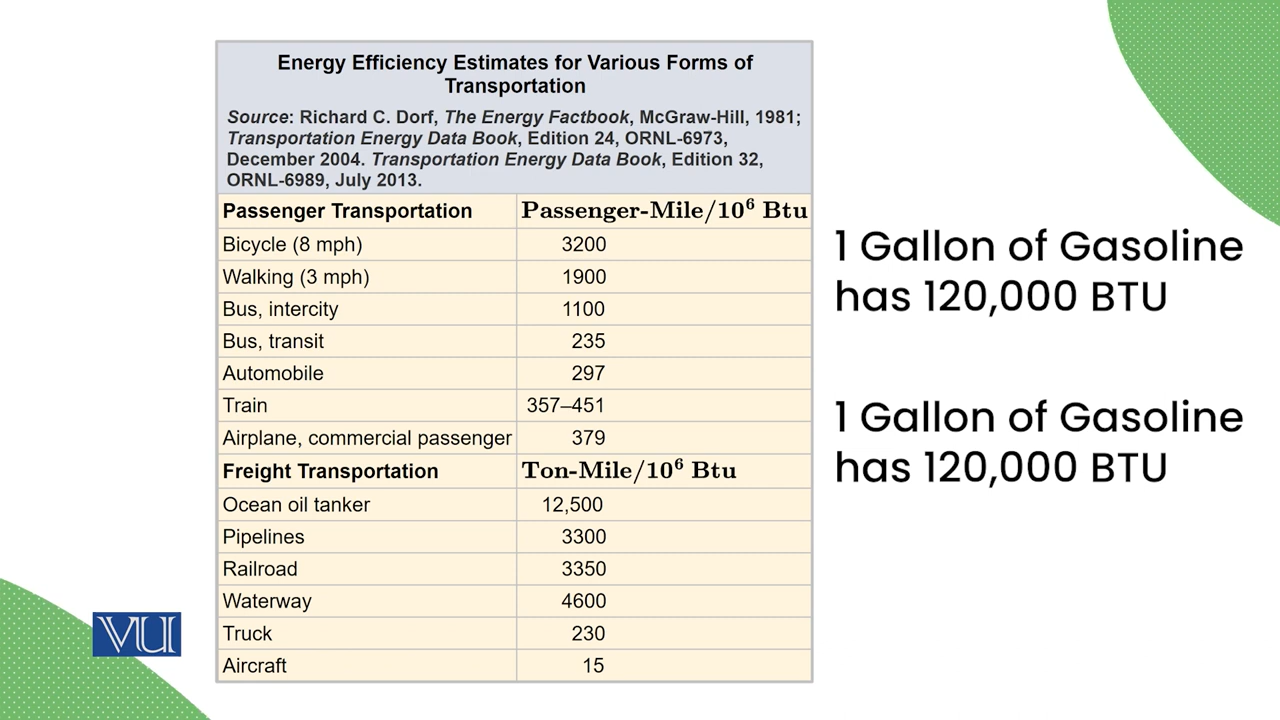 Energy Efficiency Estimates for Various Forms of
Transportation
Source: Richard C. Dorf, The Energy Factbook, McGraw-Hill, 1981;
Transportation Energy Data Book, Edition 24, ORNL-6973,
December 2004. Transportation Energy Data Book, Edition 32,
ORNL-6989, July 2013.
Passenger Transportation Passenger-Mile/10⁶ Btu
Bicycle (8 mph) 3200
Walking (3 mph) 1900
Bus, intercity 1100
Bus, transit 235
Automobile 297
Train 357–451
Airplane, commercial passenger 379
Freight Transportation Ton-Mile/10⁶ Btu
Ocean oil tanker 12,500
Pipelines 3300
Railroad 3350
Waterway 4600
Truck 230
Aircraft 15
1 Gallon of Gasoline
has 120,000 BTU
1 Gallon of Gasoline
has 120,000 BTU
VU